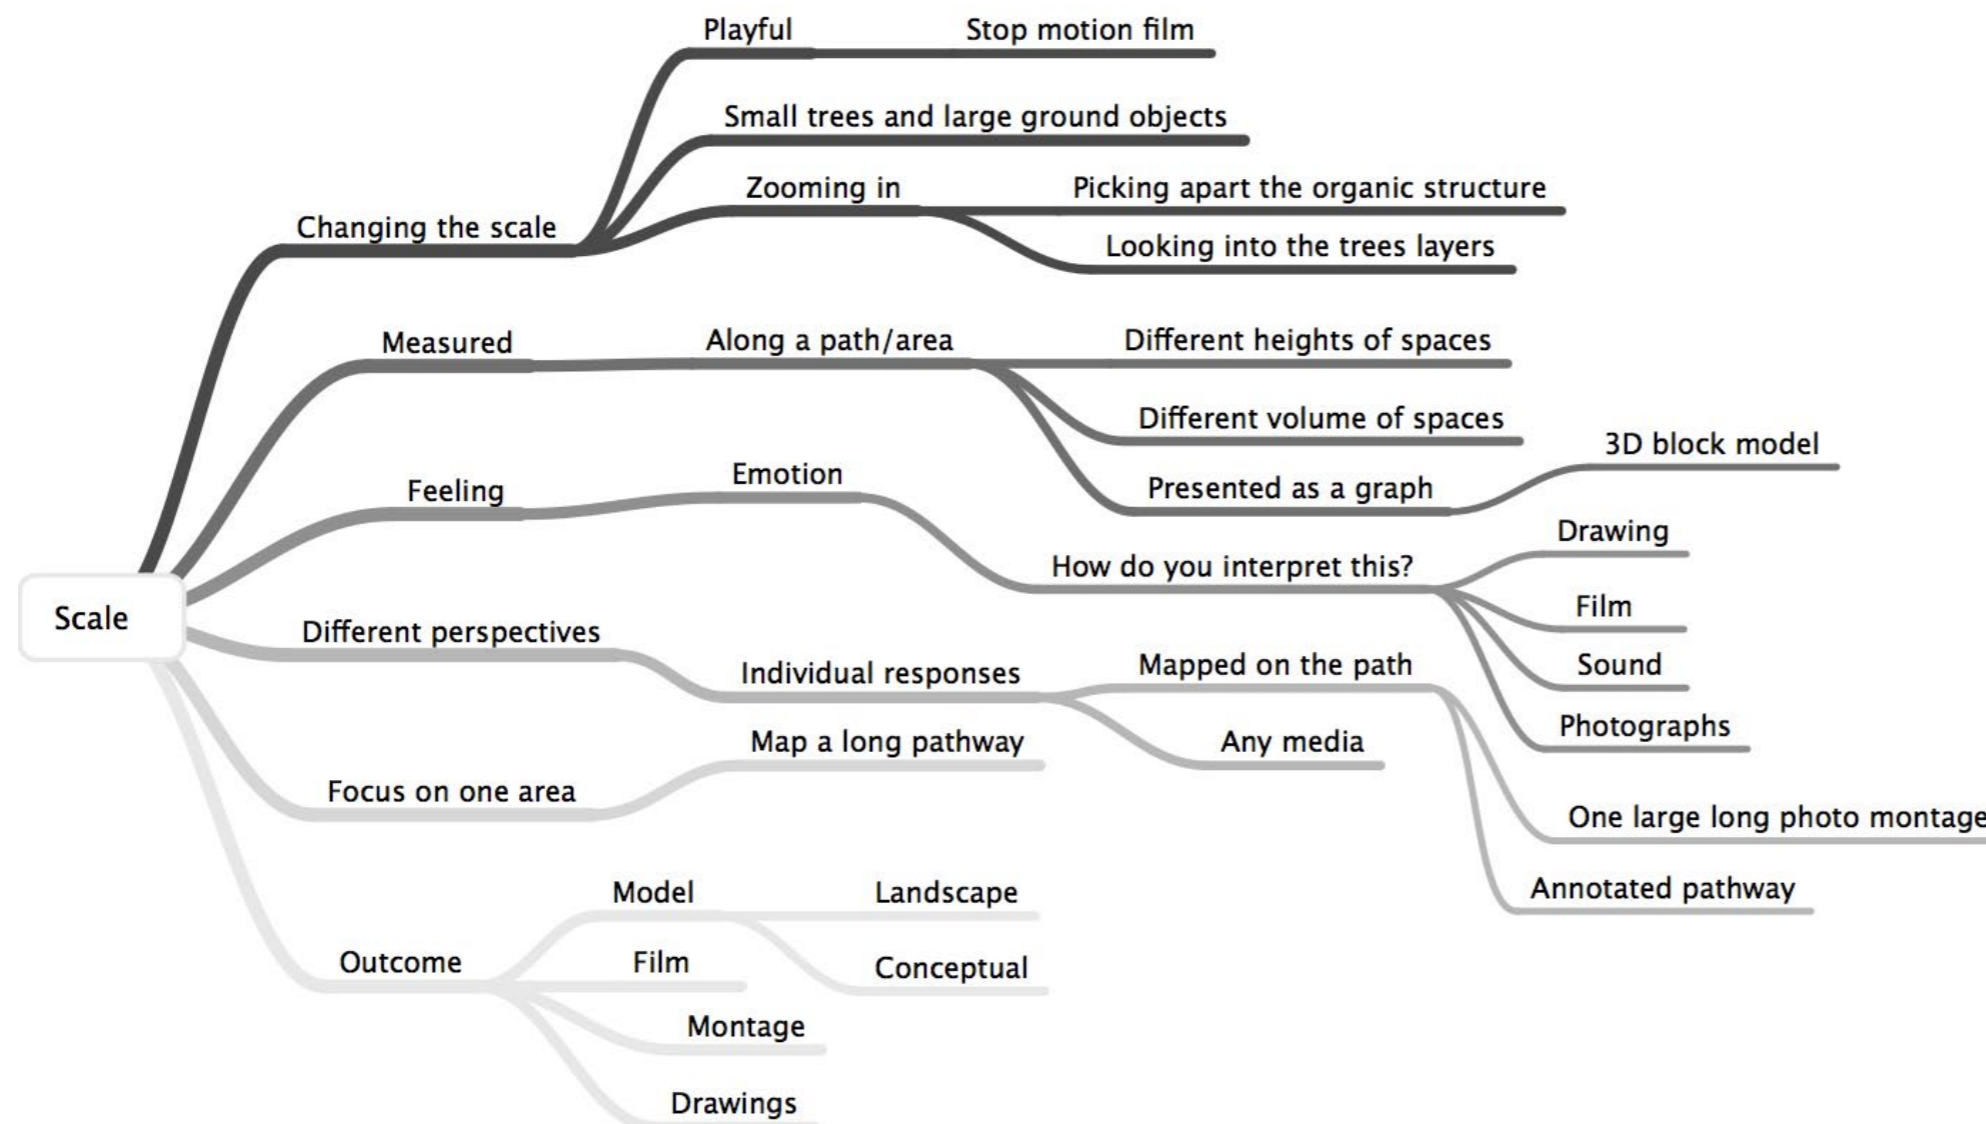 Playful
Stop motion film
Small trees and large ground objects
Zooming in
Picking apart the organic structure
Changing the scale
Looking into the trees layers
Measured
Along a path/area
Different heights of spaces
Different volume of spaces
3D block model
Presented as a graph
Feeling
Emotion
Drawing
How do you interpret this?
Film
Scale
Different perspectives
Sound
Individual responses
Mapped on the path
Photographs
Map a long pathway
Any media
Focus on one area
One large long photo montage
Annotated pathway
Model
Landscape
Outcome
Film
Conceptual
Montage
Drawings